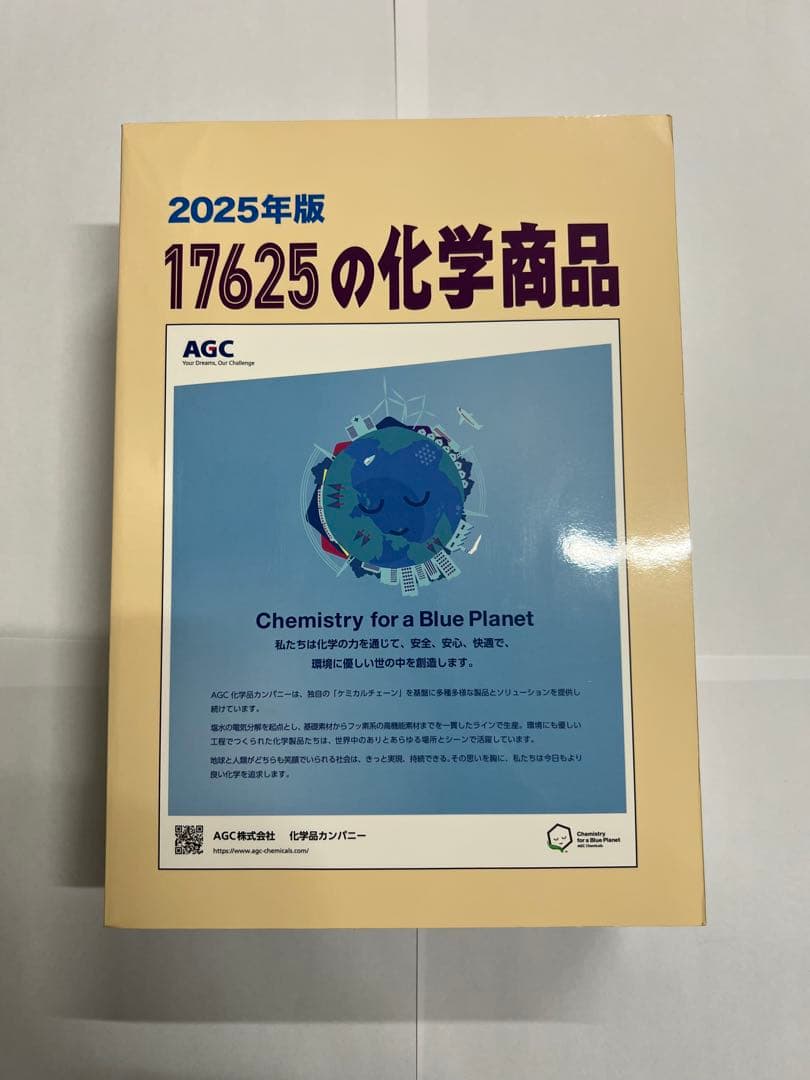 2025年版
17625の化学商品
AGC
Your Dreams, Our Challenge
Chemistry for a Blue Planet
私たちは化学の力を通じて、安全、安心、快適で、
環境に優しい世の中を創造します。
AGC 化学品カンパニーは、独自の「ケミカルチェーン」を基盤に多種多様な製品とソリューションを提供し
続けています。
塩水の電気分解を起点とし、基礎素材からフッ素系の高機能素材までを一貫したラインで生産。環境にも優しい
工程でつくられた化学製品たちは、世界中のありとあらゆる場所とシーンで活躍しています。
地球と人類がどちらも笑顔でいられる社会は、きっと実現、持続できる。その思いを胸に、私たちは今日もより
良い化学を追求します。
AGC株式会社 化学品カンパニー
https://www.agc-chemicals.com/
Chemistry
for a Blue Planet
AGC Chemicals